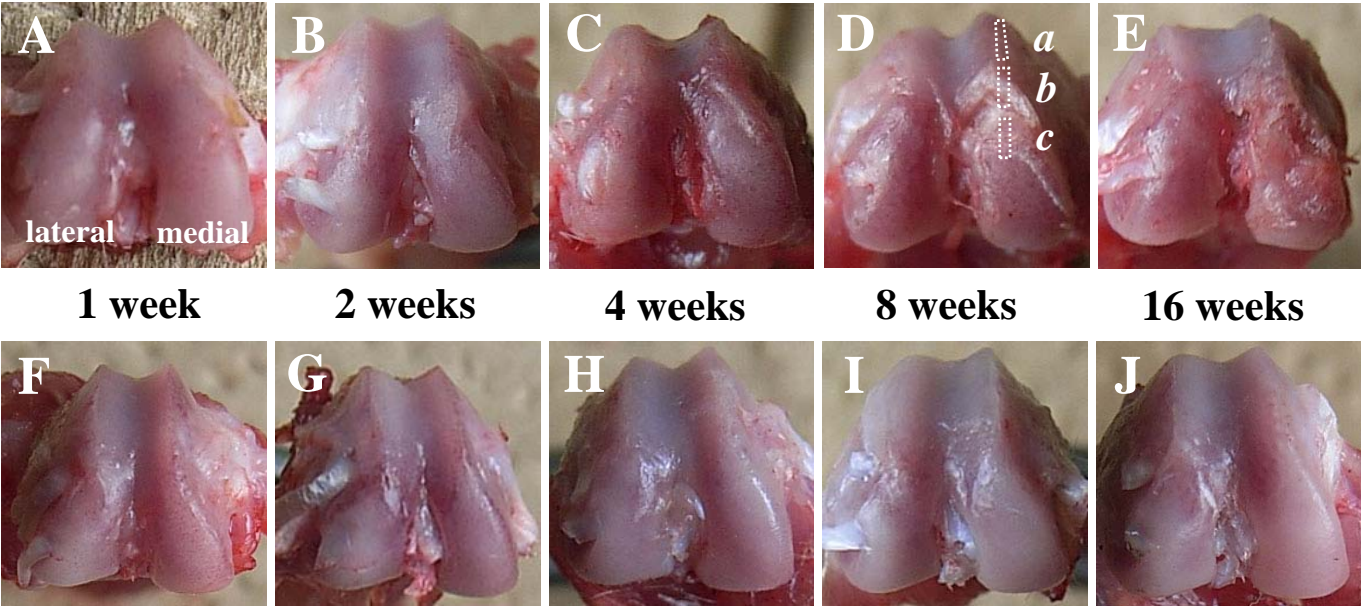 A B C D E
a
b
c
lateral medial
1 week 2 weeks 4 weeks 8 weeks 16 weeks
F G H I J